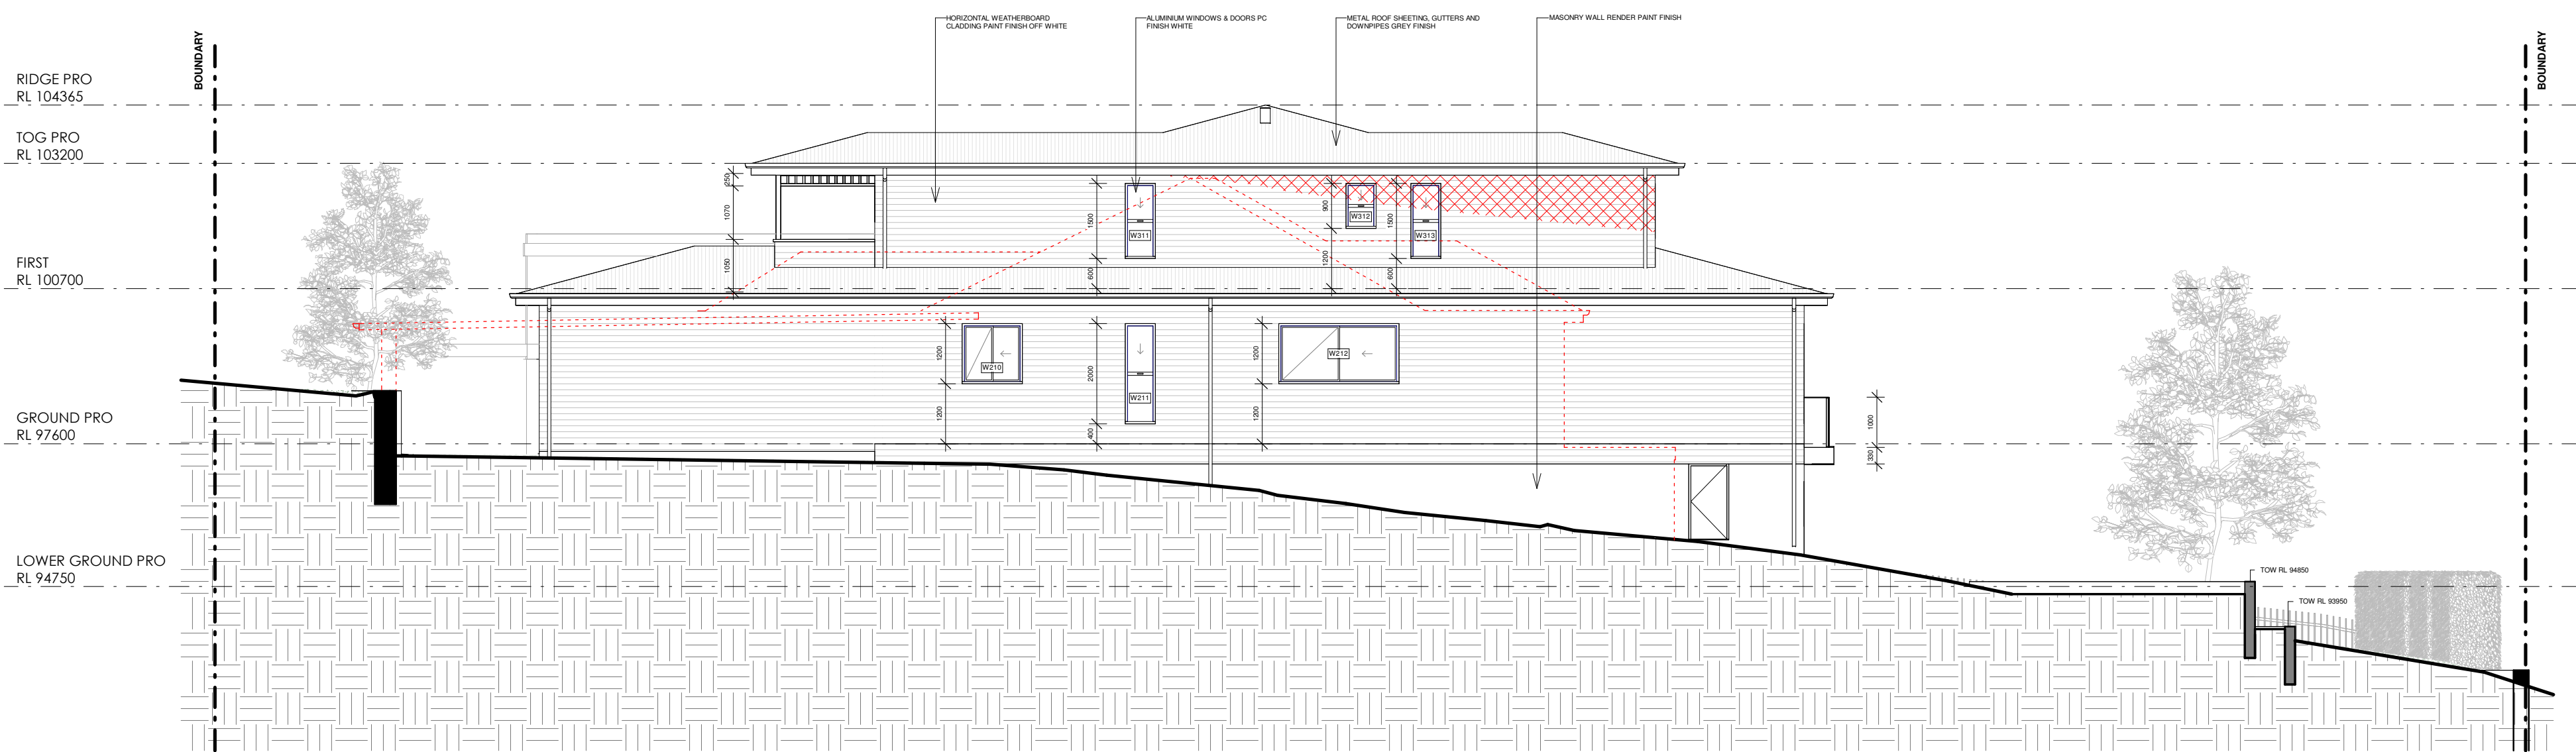 HORIZONTAL WEATHERBOARD
CLADDING PAINT FINISH OFF WHITE
ALUMINIUM WINDOWS & DOORS PC
FINISH WHITE
METAL ROOF SHEETING, GUTTERS AND
DOWNPIPES GREY FINISH
MASONRY WALL RENDER PAINT FINISH
BOUNDARY
BOUNDARY
RIDGE PRO
RL 104365
TOG PRO
RL 103200
250
1070
1050
1500
600
W311
900
1200
W312
1500
600
W313
FIRST
RL 100700
1200
1200
W210
2000
400
W211
1200
1200
W212
1000
330
GROUND PRO
RL 97600
LOWER GROUND PRO
RL 94750
TOW RL 94850
TOW RL 93950